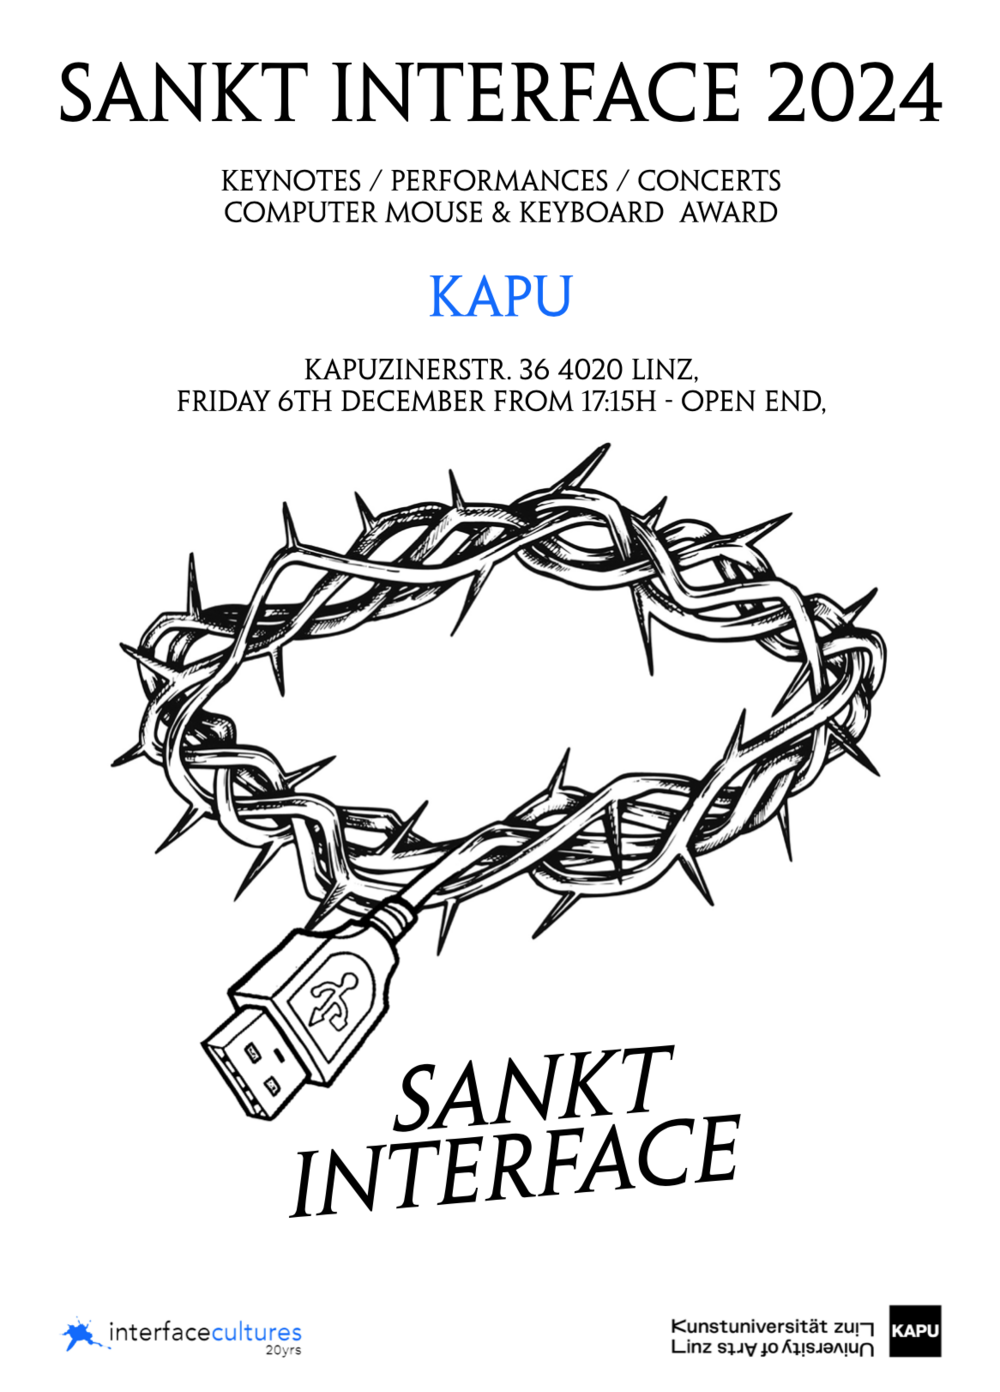 SANKT INTERFACE 2024
KEYNOTES / PERFORMANCES / CONCERTS
COMPUTER MOUSE & KEYBOARD AWARD
KAPU
KAPUZINERSTR. 36 4020 LINZ,
FRIDAY 6TH DECEMBER FROM 17:15H - OPEN END,
SANKT
INTERFACE
interfacecultures
20yrs
Kunstuniversität Linz
University of Arts Linz
KAPU